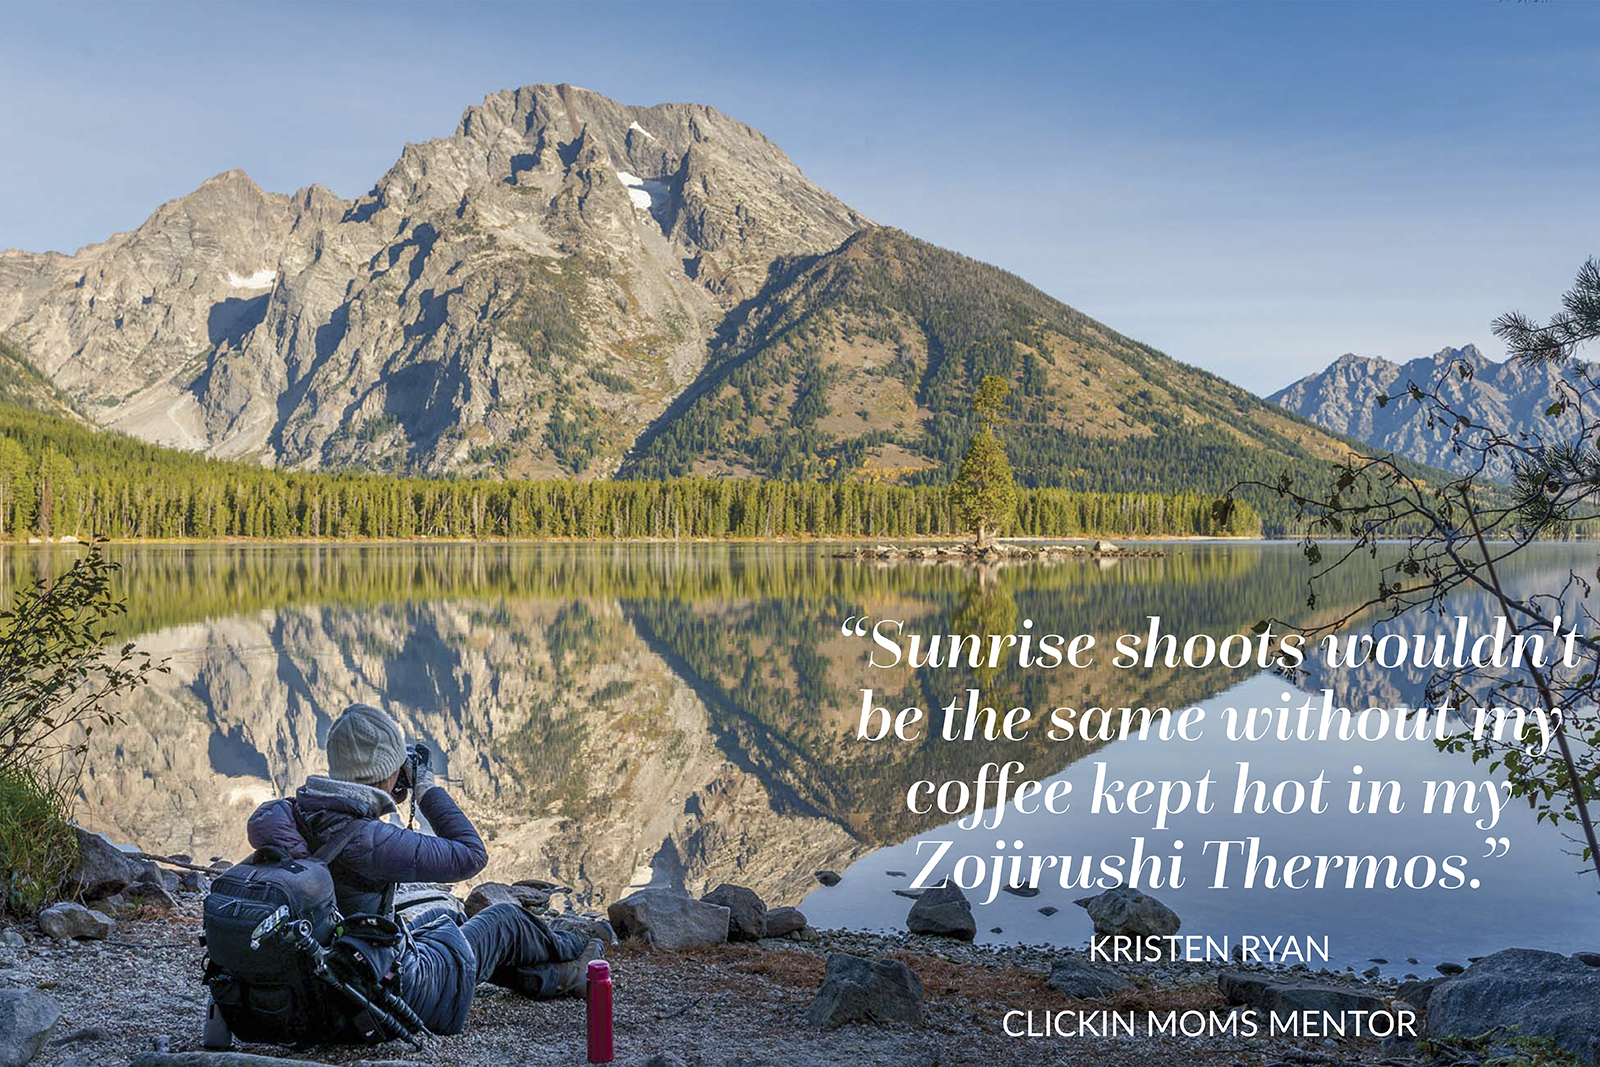 “Sunrise shoots wouldn't
be the same without my
coffee kept hot in my
Zojirushi Thermos.”
KRISTEN RYAN
CLICKIN MOMS MENTOR